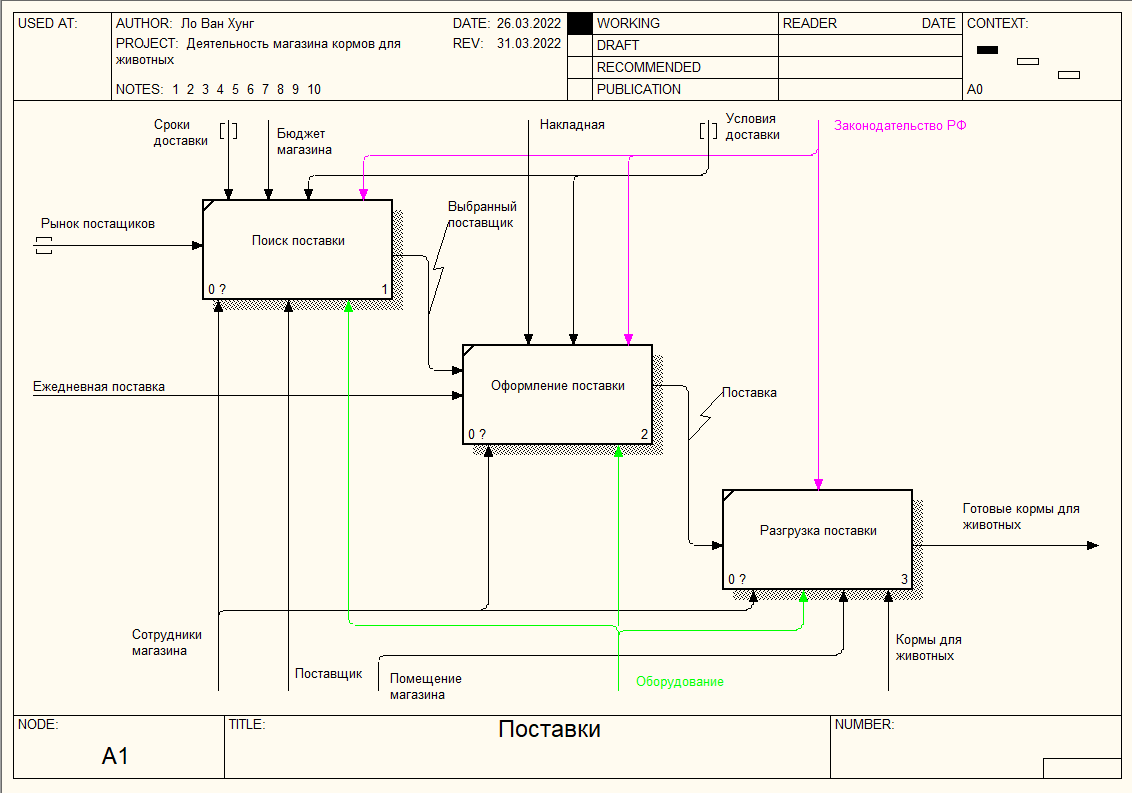 USED AT:
AUTHOR: Ло Ван Хунг
DATE: 26.03.2022
PROJECT: Деятельность магазина кормов для
животных
REV: 31.03.2022
NOTES: 1 2 3 4 5 6 7 8 9 10
WORKING
DRAFT
RECOMMENDED
PUBLICATION
READER DATE
CONTEXT:
A0
Сроки
доставки
Бюджет
магазина
Накладная
Условия
доставки
Законодательство РФ
Рынок постащиков
Поиск поставки
0 ? 1
Выбранный
поставщик
Ежедневная поставка
Оформление поставки
0 ? 2
Поставка
Разгрузка поставки
0 ? 3
Готовые кормы для
животных
Сотрудники
магазина
Поставщик
Помещение
магазина
Оборудование
Кормы для
животных
NODE:
A1
TITLE:
Поставки
NUMBER: